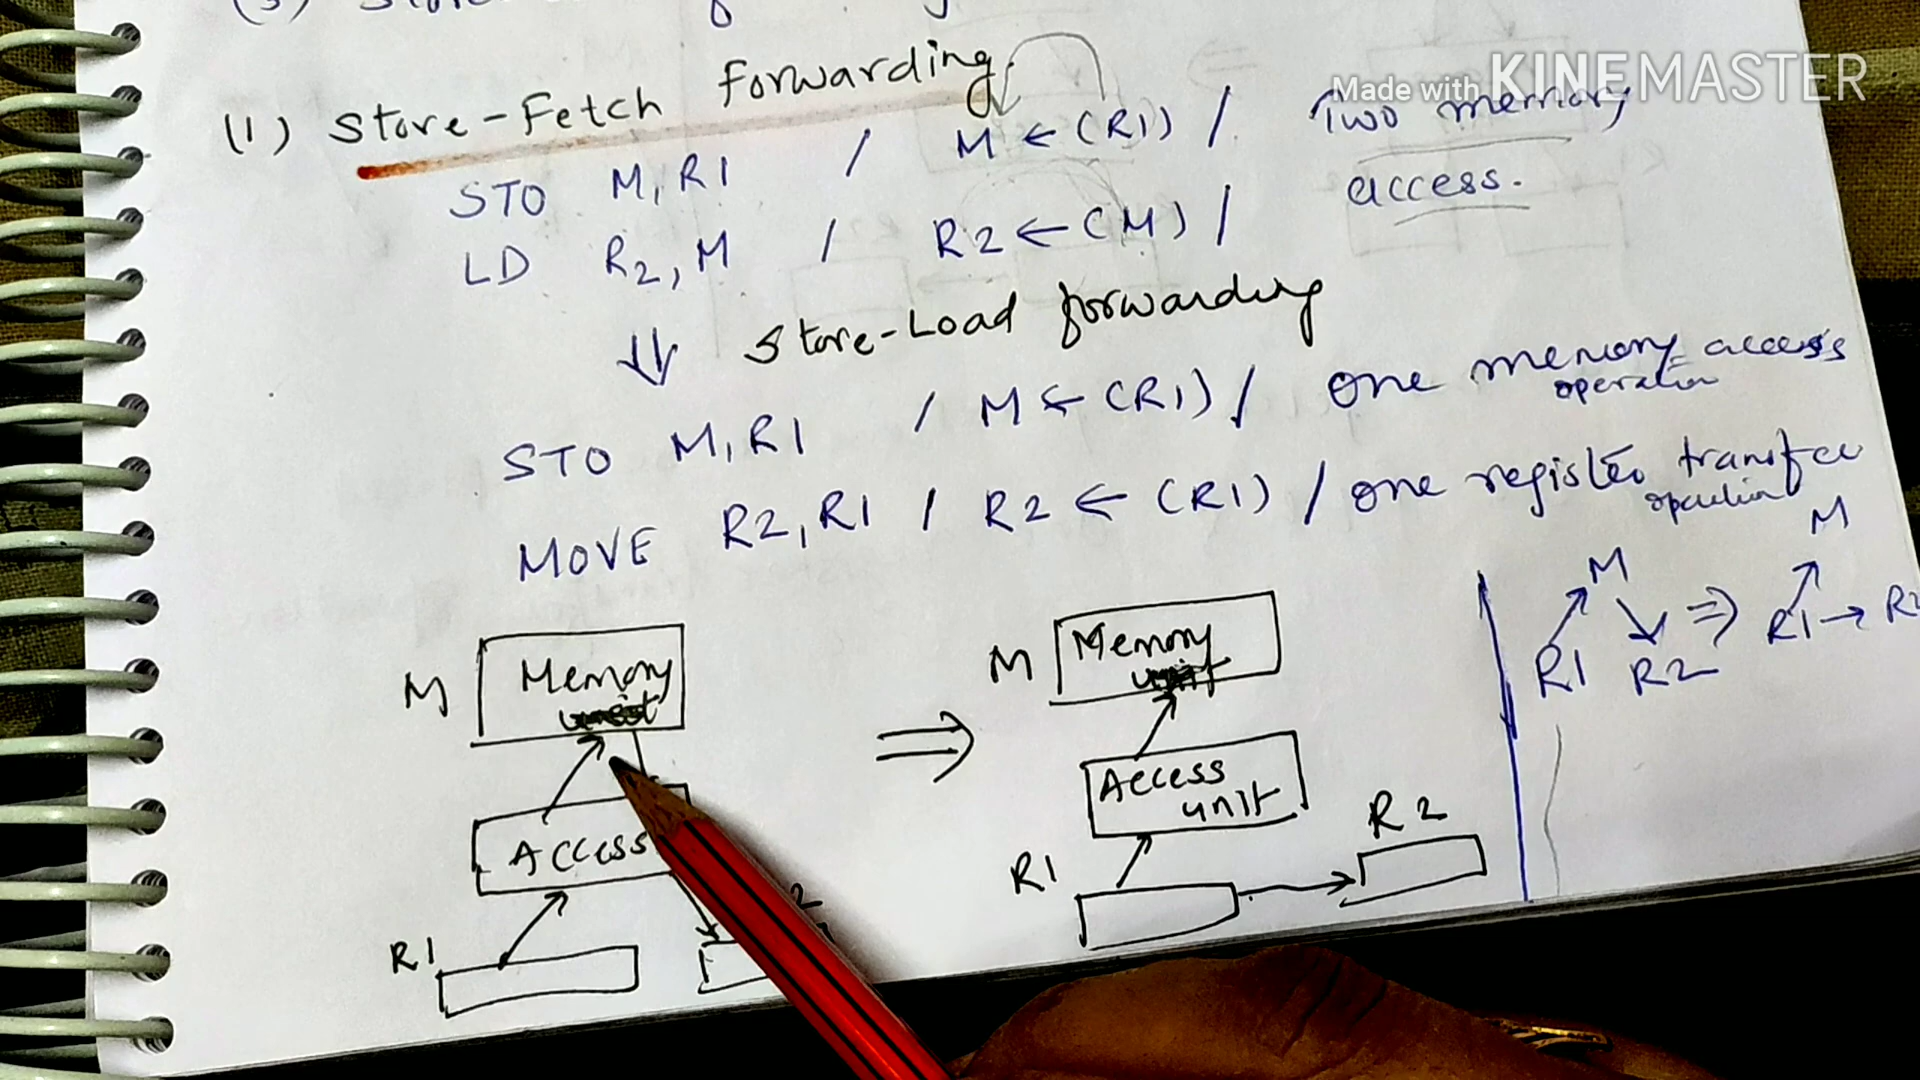 Made with KINEMASTER
(1) Store-Fetch Forwarding
STO M, R1 / M ← (R1) / Two memory access.
LD R2, M / R2 ← (M) /
⇓ Store-Load forwarding
STO M, R1 / M ← (R1) / one memory access operation
MOVE R2, R1 / R2 ← (R1) / one register transfer operation
M Memory unit ⇒ M Memory unit
Access
Access unit
R1
R1 R2
M
R1 R2 ⇒ R1 → R2
M